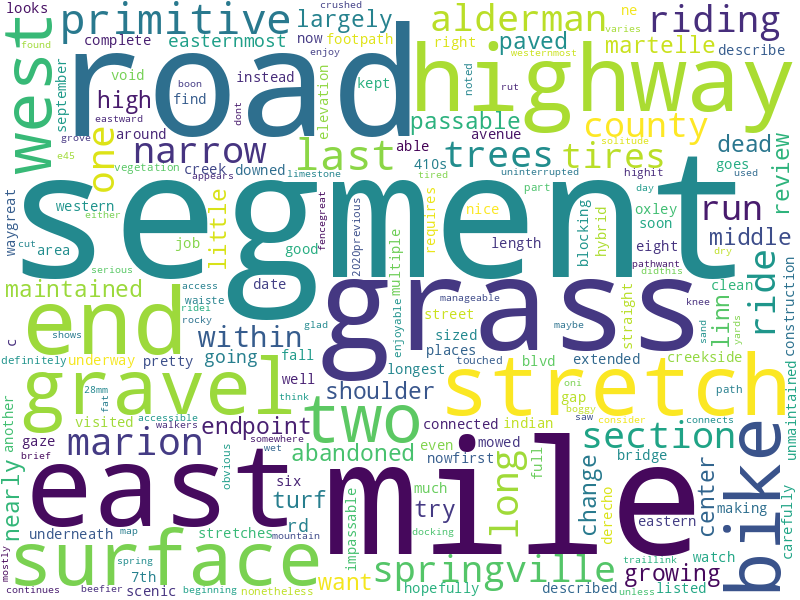 looks
primitive
largely
alderman
ne
crushed
varies
riding
complete
easternmost
now
footpath
right
paved
martelle
found
enjoy
westernmost
describe
west
september
void
boon
instead
road
kept
noted
highway
high
find
dont
elevation
passable
rut
county
eastward
around
avenue
solitude
dead
grove
narrow
last
able
trees
tires
review
e45
vegetation
creek
downed
limestone
410s
uninterrupted
highit
goes
one
appears
tired
part
day
used
western
segment
run
either
waygreat
little
fencegreat
2020previous
requires
nice
blocking
hybrid
oxley
soon
middle
cut
area
job
good
multiple
length
eight
pathwant
didthis
dry
serious
access
date
grass
clean
maintained
waiste
ridei
rocky
manageable
knee
sized
linn
ride
construction
end
within
glad
enjoyable
street
straight
sand
yards
c
shows
going
fall
places
blvd
extended
maybe
creekside
definitely
underway
pretty
longest
touched
gap
path
unmaintained
gravel
28mm
fat
think
well
shoulder
stretch
oni
boggy
another
visited
accessible
walkers
endpoint
two
connected
indian
saw
consider
connects
gaze
marion
somewhere
abandoned
even
mowed
section
brief
wet
nowfirst
bridge
bike
nearly
east
obvious
six
much
long
full
mile
change
center
turf
impassable
try
derecho
eastern
making
underneath
rd
stretches
docking
watch
carefully
mostly
map
7th
mountain
surface
springville
traillink
growing
spring
scenic
want
continues
beefier
beginning
nonetheless
hopefully
described
unless
listed